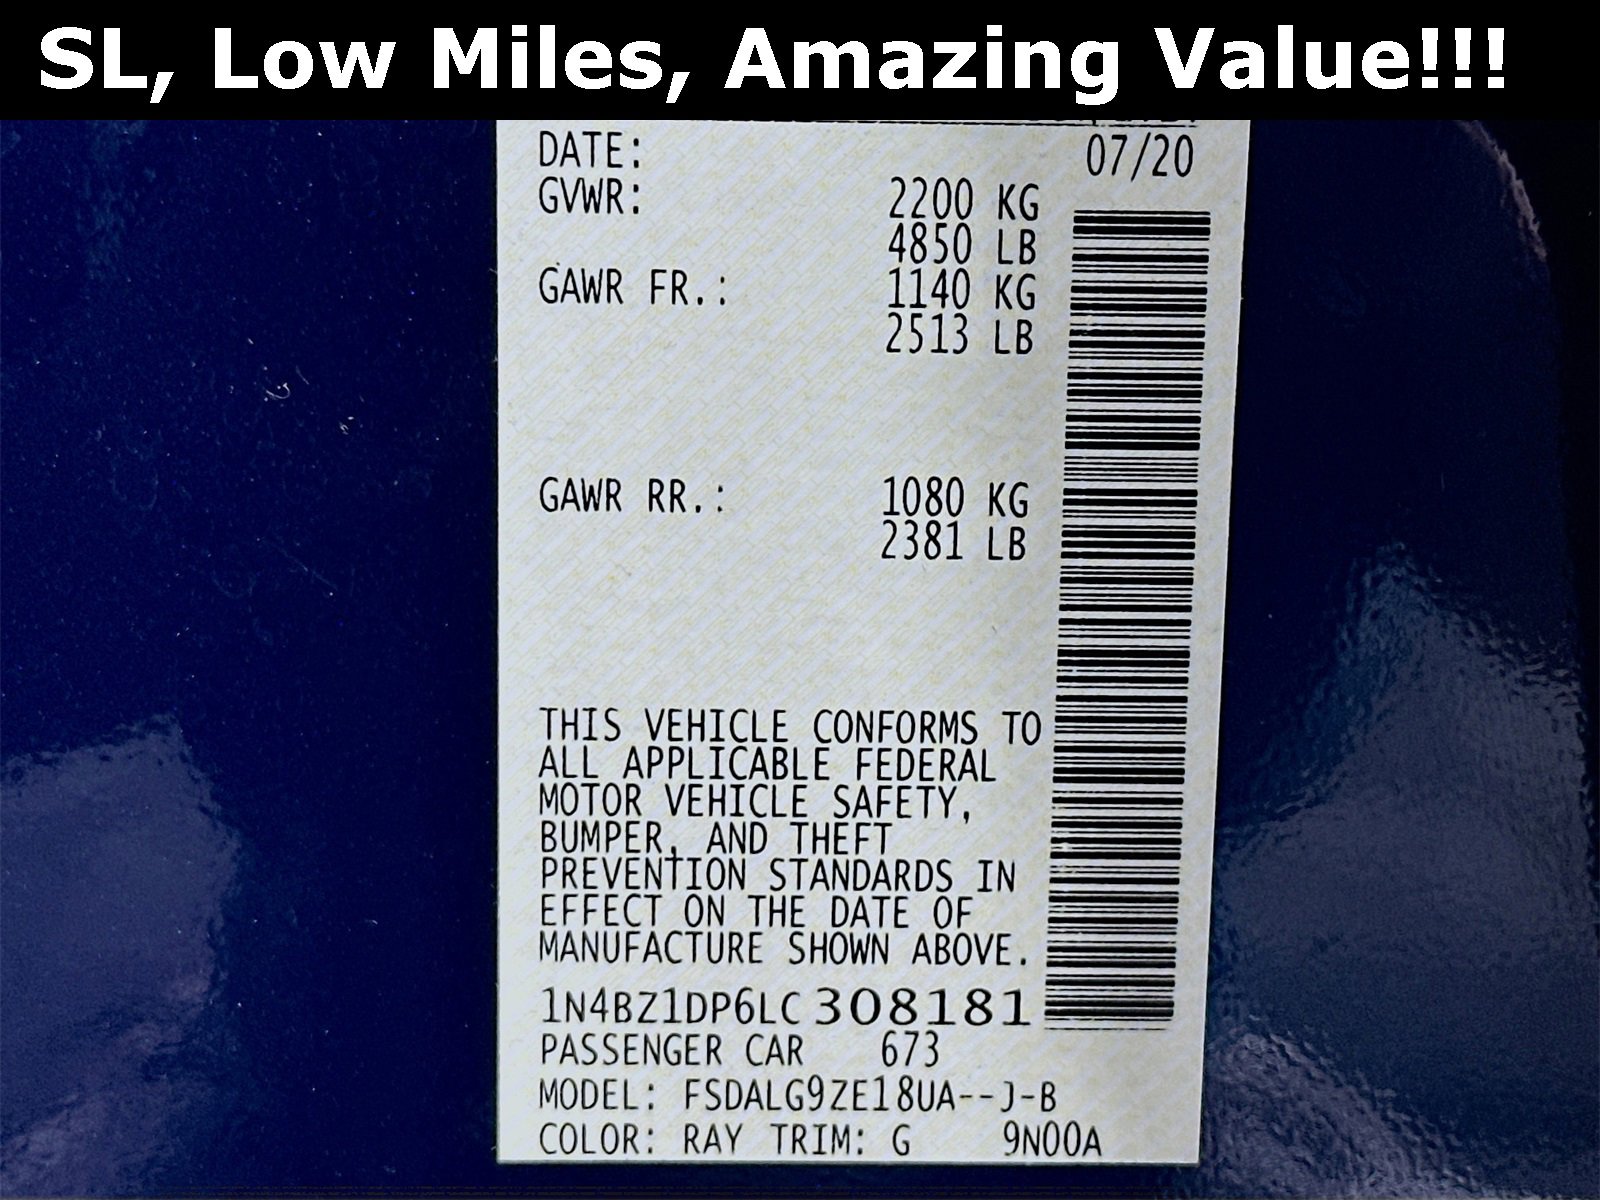 SL, Low Miles, Amazing Value!!!
DATE: 07/20
GVWR: 2200 KG
4850 LB
GAWR FR.: 1140 KG
2513 LB
GAWR RR.: 1080 KG
2381 LB
THIS VEHICLE CONFORMS TO
ALL APPLICABLE FEDERAL
MOTOR VEHICLE SAFETY,
BUMPER, AND THEFT
PREVENTION STANDARDS IN
EFFECT ON THE DATE OF
MANUFACTURE SHOWN ABOVE.
1N4BZ1DP6LC308181
PASSENGER CAR 673
MODEL: FSDALG9ZE18UA--J-B
COLOR: RAY TRIM: G 9N00A